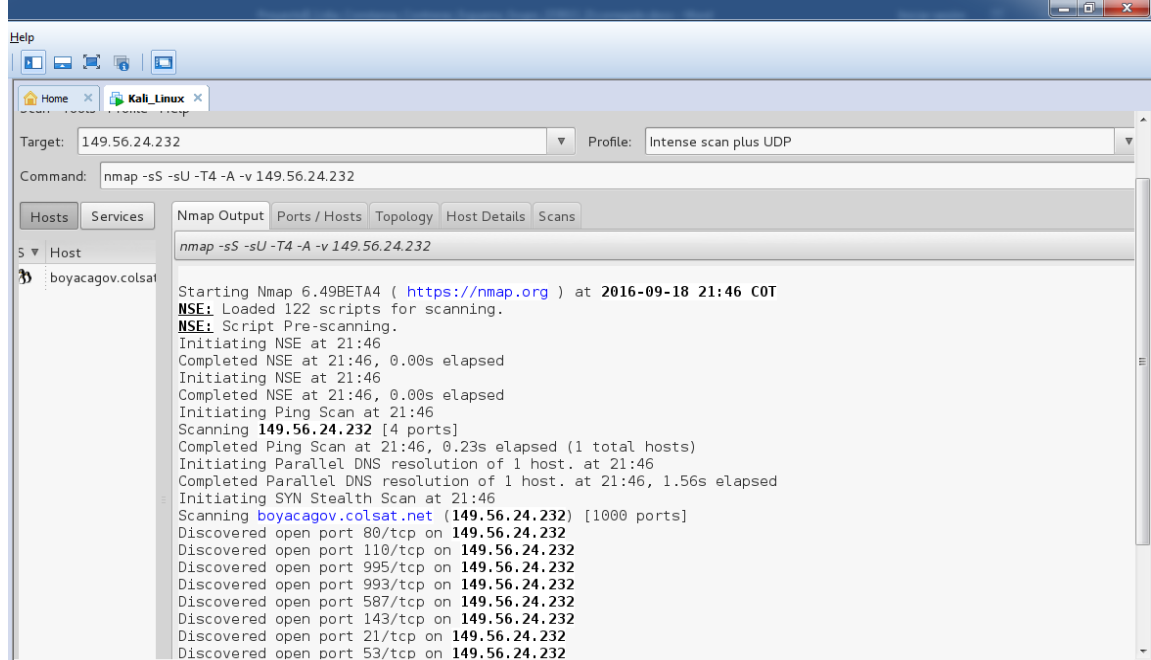 Help
Home
Kali_Linux
Target: 149.56.24.232 Profile: Intense scan plus UDP
Command: nmap -sS -sU -T4 -A -v 149.56.24.232
Hosts Services Nmap Output Ports / Hosts Topology Host Details Scans
nmap -sS -sU -T4 -A -v 149.56.24.232
S Host
boyacagov.colsat
Starting Nmap 6.49BETA4 ( https://nmap.org ) at 2016-09-18 21:46 COT
NSE: Loaded 122 scripts for scanning.
NSE: Script Pre-scanning.
Initiating NSE at 21:46
Completed NSE at 21:46, 0.00s elapsed
Initiating NSE at 21:46
Completed NSE at 21:46, 0.00s elapsed
Initiating Ping Scan at 21:46
Scanning 149.56.24.232 [4 ports]
Completed Ping Scan at 21:46, 0.23s elapsed (1 total hosts)
Initiating Parallel DNS resolution of 1 host. at 21:46
Completed Parallel DNS resolution of 1 host. at 21:46, 1.56s elapsed
Initiating SYN Stealth Scan at 21:46
Scanning boyacagov.colsat.net (149.56.24.232) [1000 ports]
Discovered open port 80/tcp on 149.56.24.232
Discovered open port 110/tcp on 149.56.24.232
Discovered open port 995/tcp on 149.56.24.232
Discovered open port 993/tcp on 149.56.24.232
Discovered open port 587/tcp on 149.56.24.232
Discovered open port 143/tcp on 149.56.24.232
Discovered open port 21/tcp on 149.56.24.232
Discovered open port 53/tcp on 149.56.24.232